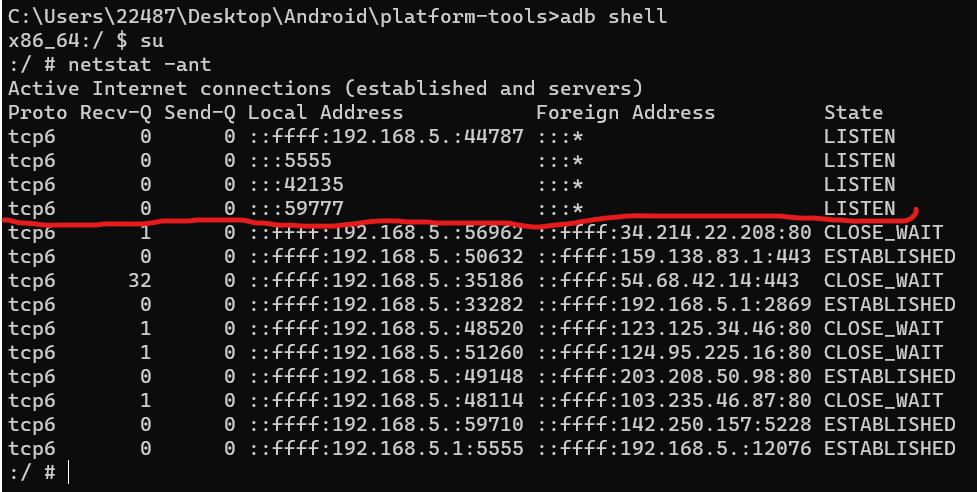 C:\Users\22487\Desktop\Android\platform-tools>adb shell
x86_64:/ $ su
:/ # netstat -ant
Active Internet connections (established and servers)
Proto Recv-Q Send-Q Local Address           Foreign Address         State
tcp6       0      0 ::ffff:192.168.5.:44787 :::*                    LISTEN
tcp6       0      0 :::5555                 :::*                    LISTEN
tcp6       0      0 :::42135                :::*                    LISTEN
tcp6       0      0 :::59777                :::*                    LISTEN
tcp6       1      0 ::ffff:192.168.5.:56962 ::ffff:34.214.22.208:80 CLOSE_WAIT
tcp6       0      0 ::ffff:192.168.5.:50632 ::ffff:159.138.83.1:443 ESTABLISHED
tcp6      32      0 ::ffff:192.168.5.:35186 ::ffff:54.68.42.14:443  CLOSE_WAIT
tcp6       0      0 ::ffff:192.168.5.:33282 ::ffff:192.168.5.1:2869 ESTABLISHED
tcp6       1      0 ::ffff:192.168.5.:48520 ::ffff:123.125.34.46:80 CLOSE_WAIT
tcp6       1      0 ::ffff:192.168.5.:51260 ::ffff:124.95.225.16:80 CLOSE_WAIT
tcp6       0      0 ::ffff:192.168.5.:49148 ::ffff:203.208.50.98:80 ESTABLISHED
tcp6       1      0 ::ffff:192.168.5.:48114 ::ffff:103.235.46.87:80 CLOSE_WAIT
tcp6       0      0 ::ffff:192.168.5.:59710 ::ffff:142.250.157:5228 ESTABLISHED
tcp6       0      0 ::ffff:192.168.5.1:5555 ::ffff:192.168.5.:12076 ESTABLISHED
:/ #